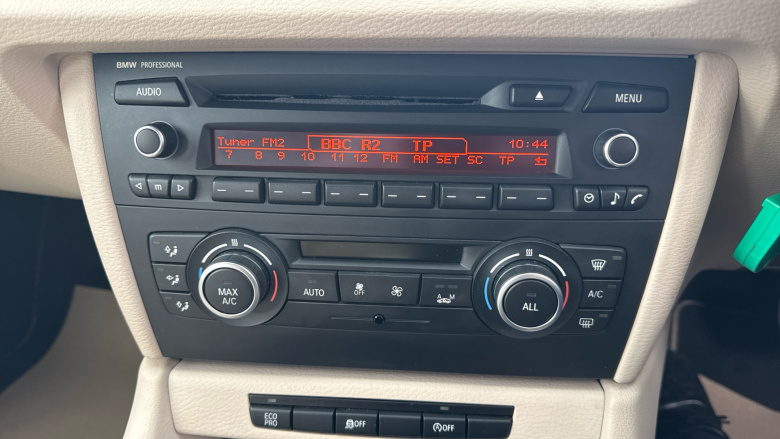 BMW PROFESSIONAL
AUDIO
MENU
Tuner FM2 BBC R2 TP 10:44
7 8 9 10 11 12 FM AM SET SC TP
m
MAX A/C
AUTO
OFF
A M
ALL
A/C
ECO PRO
OFF
OFF